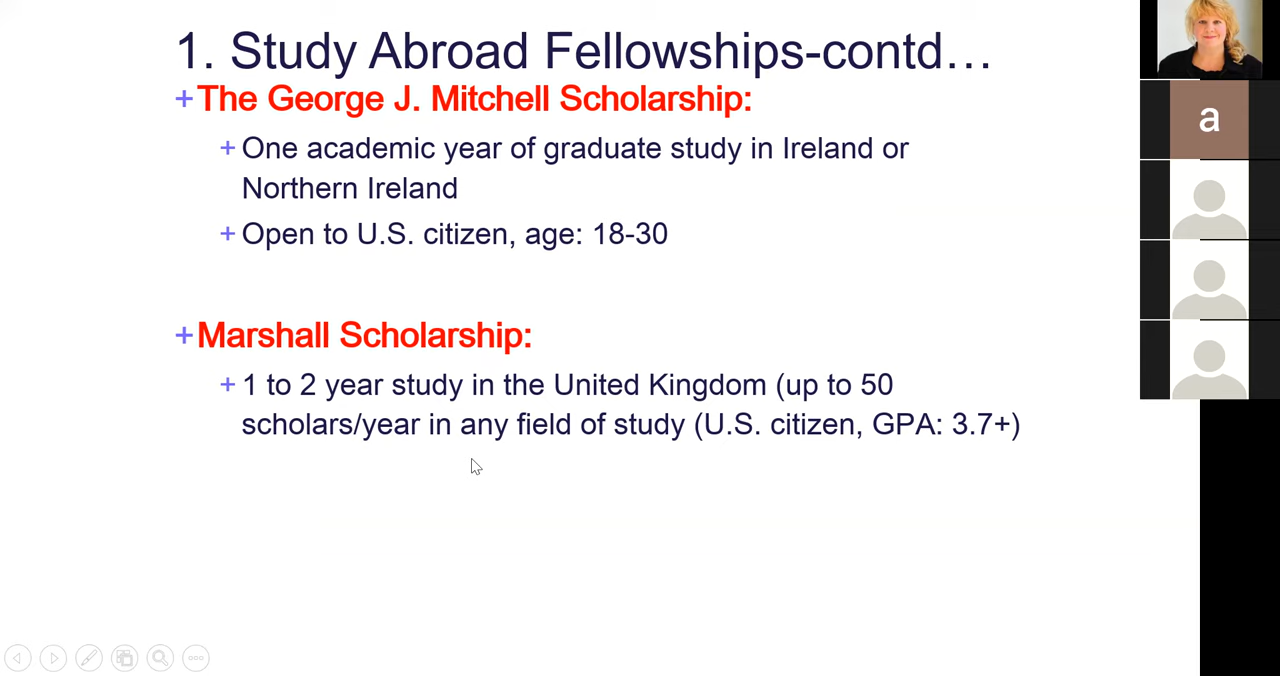 1. Study Abroad Fellowships-contd…
+The George J. Mitchell Scholarship:
+One academic year of graduate study in Ireland or
Northern Ireland
+Open to U.S. citizen, age: 18-30
+Marshall Scholarship:
+1 to 2 year study in the United Kingdom (up to 50
scholars/year in any field of study (U.S. citizen, GPA: 3.7+)
a